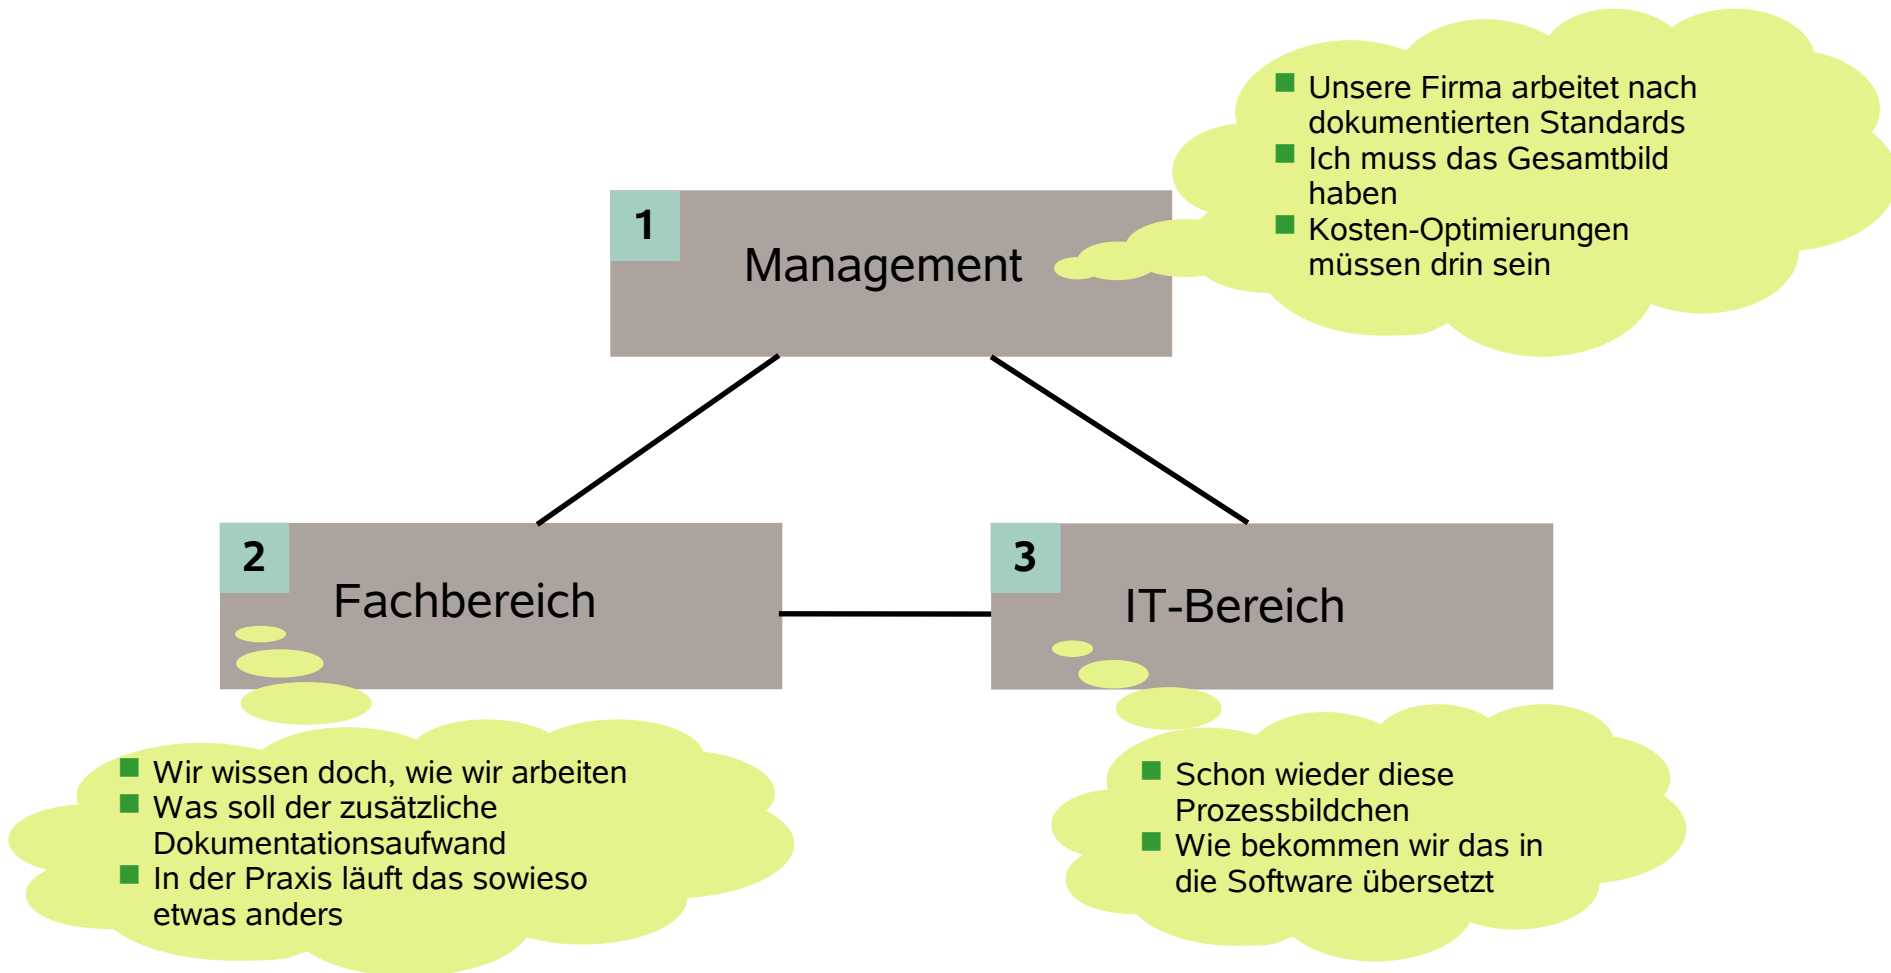 Unsere Firma arbeitet nach
dokumentierten Standards
Ich muss das Gesamtbild
haben
Kosten-Optimierungen
müssen drin sein
1
Management
2
Fachbereich
3
IT-Bereich
Wir wissen doch, wie wir arbeiten
Was soll der zusätzliche
Dokumentationsaufwand
In der Praxis läuft das sowieso
etwas anders
Schon wieder diese
Prozessbildchen
Wie bekommen wir das in
die Software übersetzt